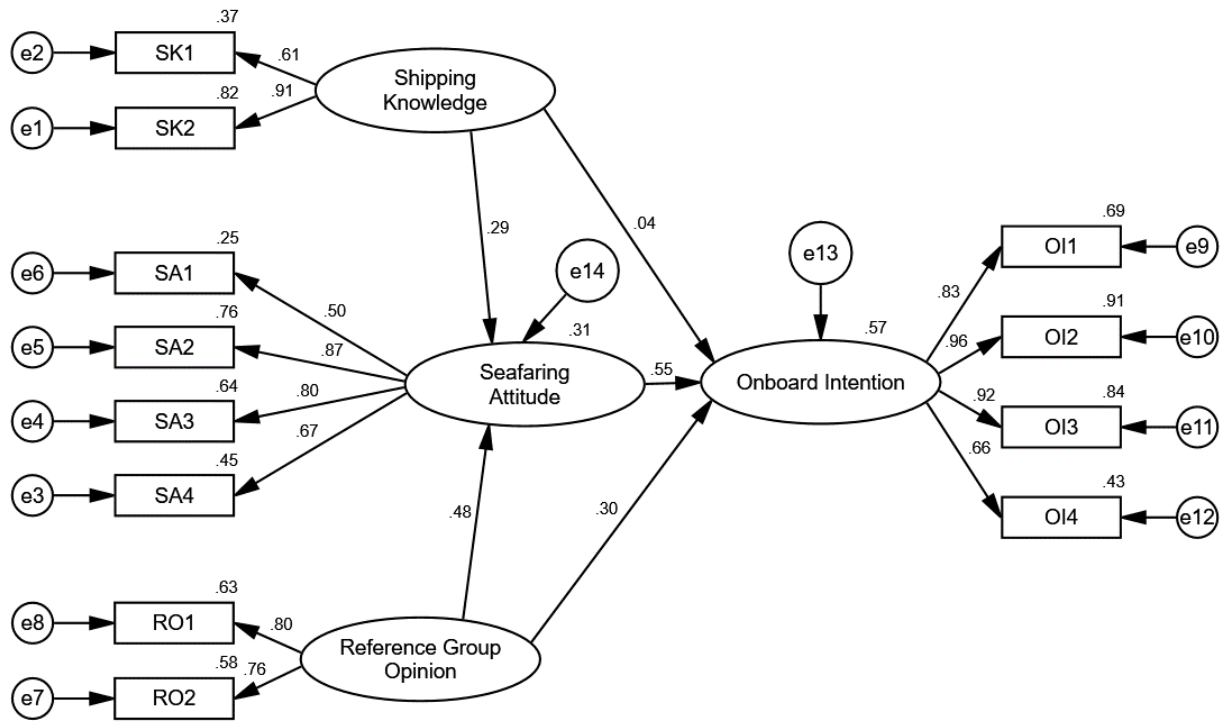 .37
e2
SK1
.61
Shipping
Knowledge
.82
.91
e1
SK2
.29
.04
.25
e6
SA1
.50
e14
e13
.69
OI1
e9
.83
.76
e5
SA2
.87
.31
.57
.91
OI2
e10
.96
Seafaring
Attitude
.55
Onboard Intention
.64
e4
SA3
.80
.92
.84
OI3
e11
.67
.66
.45
e3
SA4
.43
OI4
e12
.48
.30
.63
e8
RO1
.80
Reference Group
Opinion
.58
.76
e7
RO2